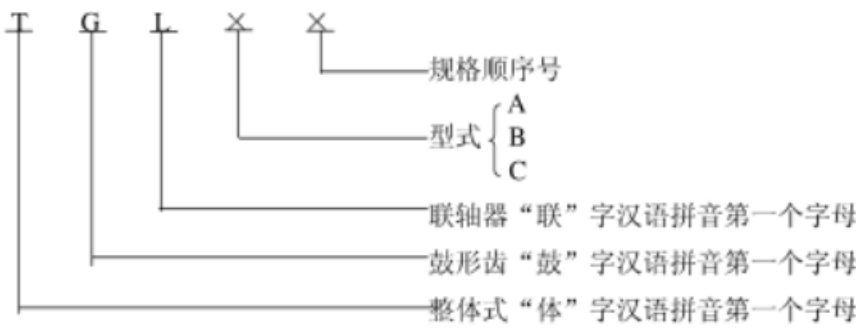 T G L × ×
规格顺序号
A
型式 { B
C
联轴器“联”字汉语拼音第一个字母
鼓形齿“鼓”字汉语拼音第一个字母
整体式“体”字汉语拼音第一个字母